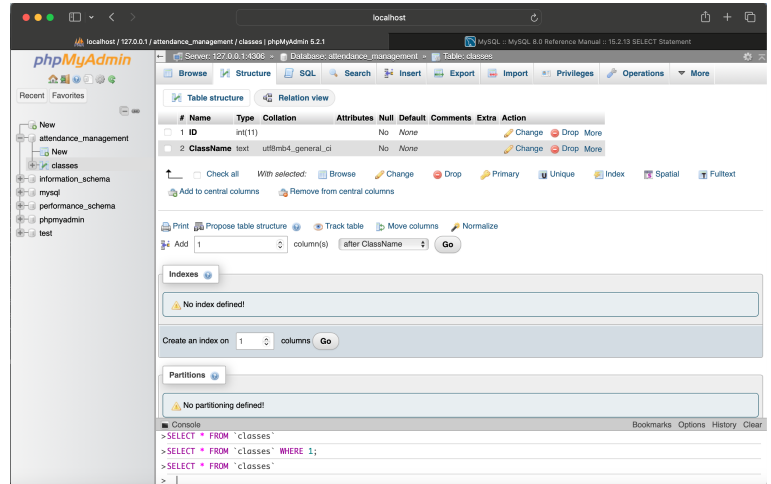 localhost
localhost / 127.0.0.1 / attendance_management / classes | phpMyAdmin 5.2.1
MySQL :: MySQL 8.0 Reference Manual :: 15.2.13 SELECT Statement
phpMyAdmin
Recent Favorites
New
attendance_management
New
classes
information_schema
mysql
performance_schema
phpmyadmin
test
Server: 127.0.0.1:4306 » Database: attendance_management » Table: classes
Browse Structure SQL Search Insert Export Import Privileges Operations More
Table structure Relation view
# Name Type Collation Attributes Null Default Comments Extra Action
1 ID int(11) No None Change Drop More
2 ClassName text utf8mb4_general_ci No None Change Drop More
Check all With selected: Browse Change Drop Primary Unique Index Spatial Fulltext
Add to central columns Remove from central columns
Print Propose table structure Track table Move columns Normalize
Add 1 column(s) after ClassName Go
Indexes
No index defined!
Create an index on 1 columns Go
Partitions
No partitioning defined!
Console Bookmarks Options History Clear
>SELECT * FROM `classes`
>SELECT * FROM `classes` WHERE 1;
>SELECT * FROM `classes`
>